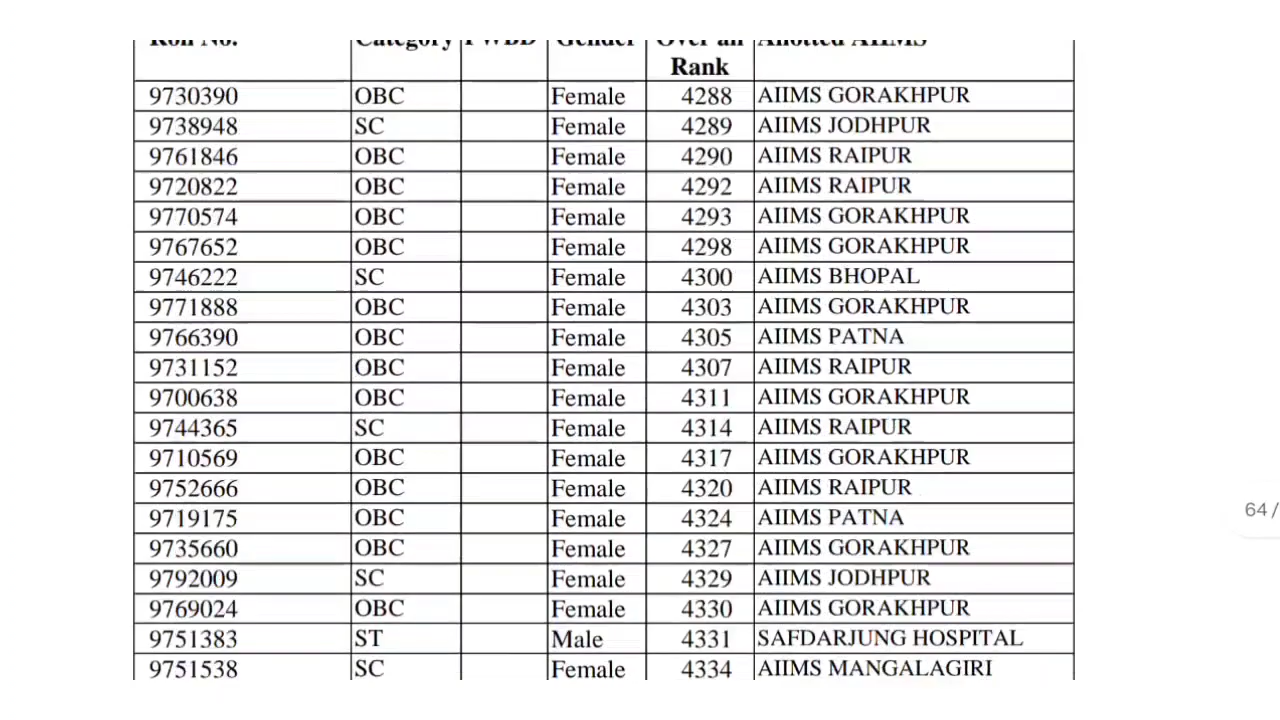 Roll No. Category PWBD Gender Over all Allotted AIIMS
Rank
9730390 OBC Female 4288 AIIMS GORAKHPUR
9738948 SC Female 4289 AIIMS JODHPUR
9761846 OBC Female 4290 AIIMS RAIPUR
9720822 OBC Female 4292 AIIMS RAIPUR
9770574 OBC Female 4293 AIIMS GORAKHPUR
9767652 OBC Female 4298 AIIMS GORAKHPUR
9746222 SC Female 4300 AIIMS BHOPAL
9771888 OBC Female 4303 AIIMS GORAKHPUR
9766390 OBC Female 4305 AIIMS PATNA
9731152 OBC Female 4307 AIIMS RAIPUR
9700638 OBC Female 4311 AIIMS GORAKHPUR
9744365 SC Female 4314 AIIMS RAIPUR
9710569 OBC Female 4317 AIIMS GORAKHPUR
9752666 OBC Female 4320 AIIMS RAIPUR
9719175 OBC Female 4324 AIIMS PATNA
9735660 OBC Female 4327 AIIMS GORAKHPUR
9792009 SC Female 4329 AIIMS JODHPUR
9769024 OBC Female 4330 AIIMS GORAKHPUR
9751383 ST Male 4331 SAFDARJUNG HOSPITAL
9751538 SC Female 4334 AIIMS MANGALAGIRI
64/